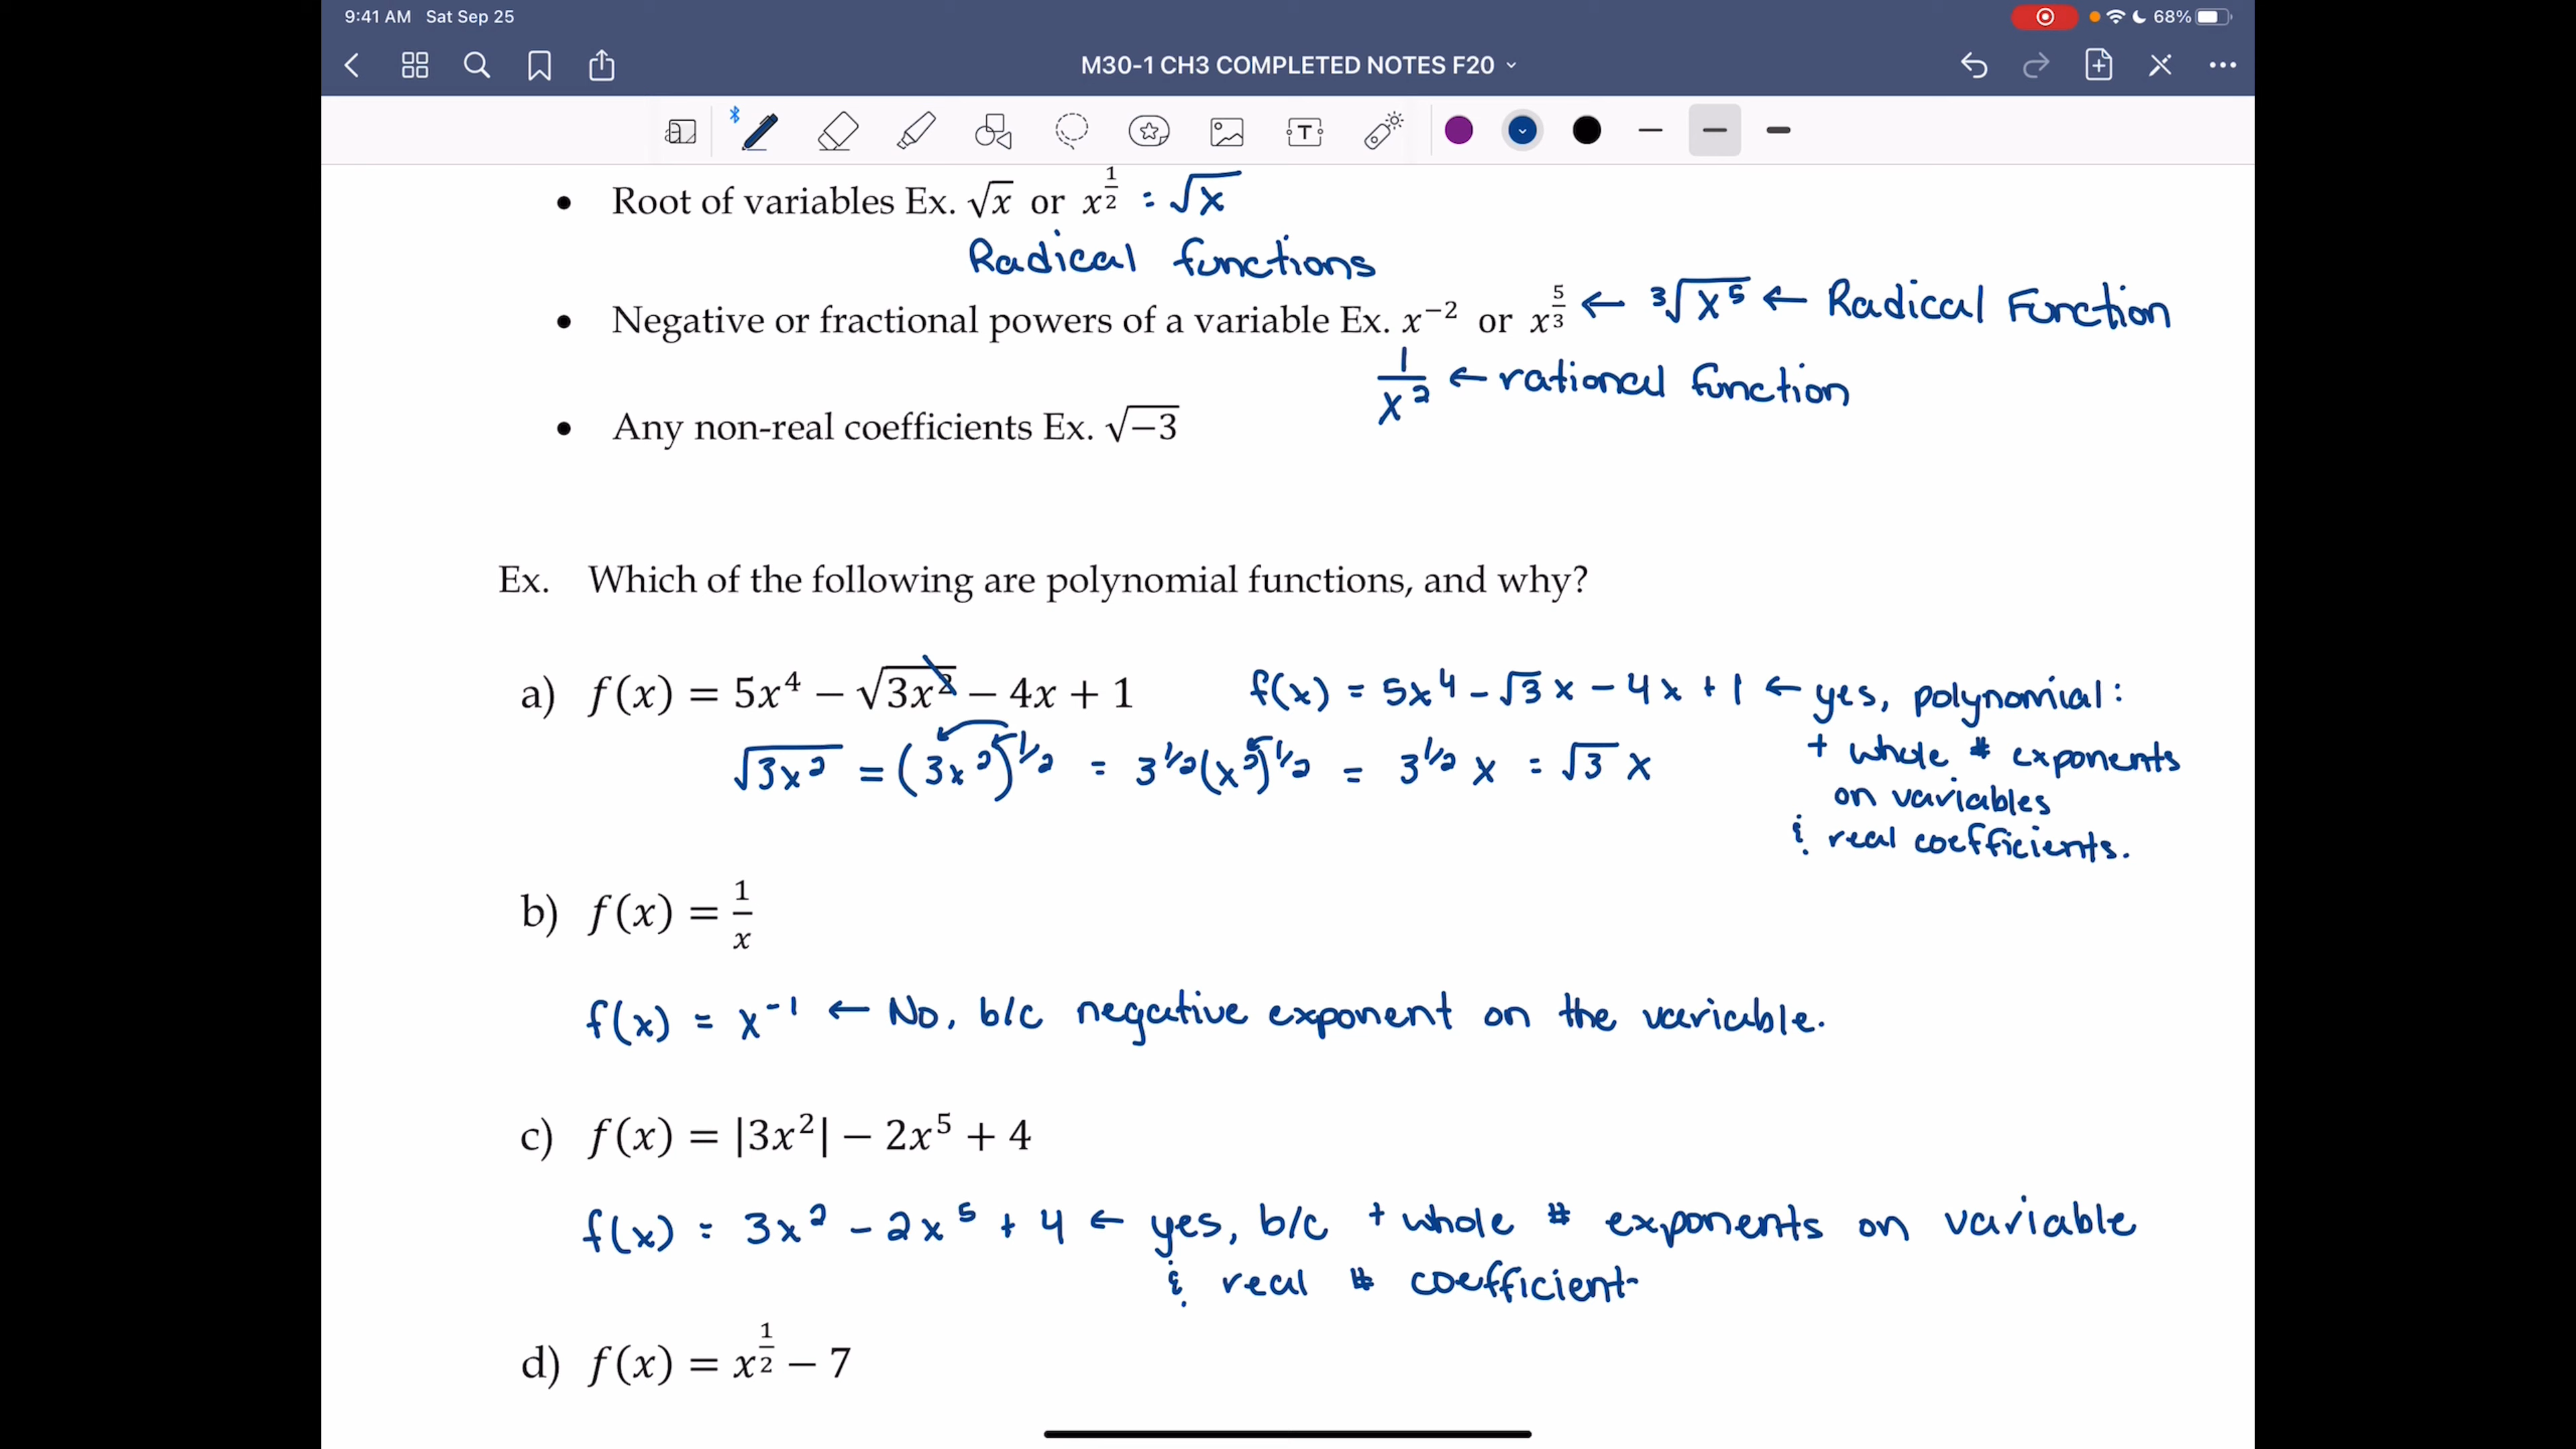 9:41 AM Sat Sep 25 68%
M30-1 CH3 COMPLETED NOTES F20
• Root of variables Ex. √x or x^(1/2) = √x
Radical functions
• Negative or fractional powers of a variable Ex. x⁻² or x^(5/3) ← ³√x⁵ ← Radical Function
1/x² ← rational function
• Any non-real coefficients Ex. √−3
Ex. Which of the following are polynomial functions, and why?
a) f(x) = 5x⁴ − √3x² − 4x + 1 f(x) = 5x⁴ − √3 x − 4x + 1 ← yes, polynomial:
√3x² = (3x²)^1/2 = 3^1/2(x²)^1/2 = 3^1/2 x = √3 x
+ whole # exponents
on variables
& real coefficients.
b) f(x) = 1/x
f(x) = x⁻¹ ← No, b/c negative exponent on the variable.
c) f(x) = |3x²| − 2x⁵ + 4
f(x) = 3x² − 2x⁵ + 4 ← yes, b/c + whole # exponents on variable
& real # coefficient
d) f(x) = x^(1/2) − 7